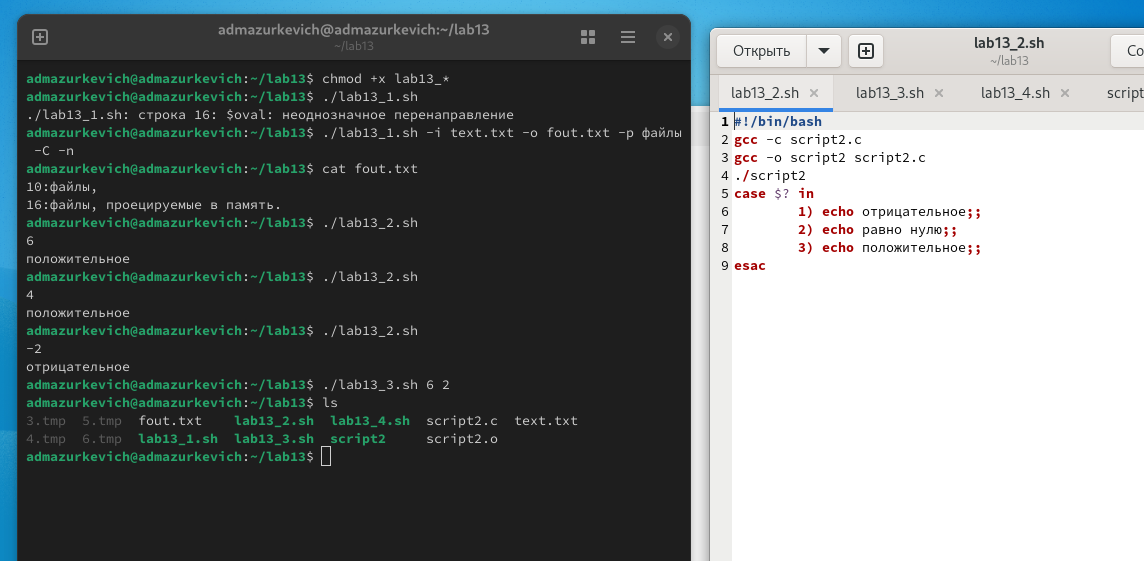 admazurkevich@admazurkevich:~/lab13
~/lab13
admazurkevich@admazurkevich:~/lab13$ chmod +x lab13_*
admazurkevich@admazurkevich:~/lab13$ ./lab13_1.sh
./lab13_1.sh: строка 16: $oval: неоднозначное перенаправление
admazurkevich@admazurkevich:~/lab13$ ./lab13_1.sh -i text.txt -o fout.txt -p файлы
-C -n
admazurkevich@admazurkevich:~/lab13$ cat fout.txt
10:файлы,
16:файлы, проецируемые в память.
admazurkevich@admazurkevich:~/lab13$ ./lab13_2.sh
6
положительное
admazurkevich@admazurkevich:~/lab13$ ./lab13_2.sh
4
положительное
admazurkevich@admazurkevich:~/lab13$ ./lab13_2.sh
-2
отрицательное
admazurkevich@admazurkevich:~/lab13$ ./lab13_3.sh 6 2
admazurkevich@admazurkevich:~/lab13$ ls
3.tmp 5.tmp fout.txt lab13_2.sh lab13_4.sh script2.c text.txt
4.tmp 6.tmp lab13_1.sh lab13_3.sh script2 script2.o
admazurkevich@admazurkevich:~/lab13$
Открыть
lab13_2.sh
~/lab13
Со
lab13_2.sh × lab13_3.sh × lab13_4.sh × script
1 #!/bin/bash
2 gcc -c script2.c
3 gcc -o script2 script2.c
4 ./script2
5 case $? in
6 1) echo отрицательное;;
7 2) echo равно нулю;;
8 3) echo положительное;;
9 esac